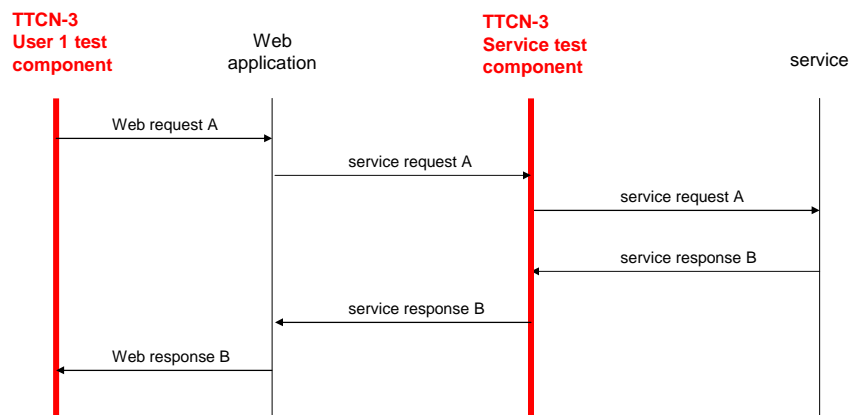 TTCN-3
User 1 test
component
Web
application
TTCN-3
Service test
component
service
Web request A
service request A
service request A
service response B
service response B
Web response B